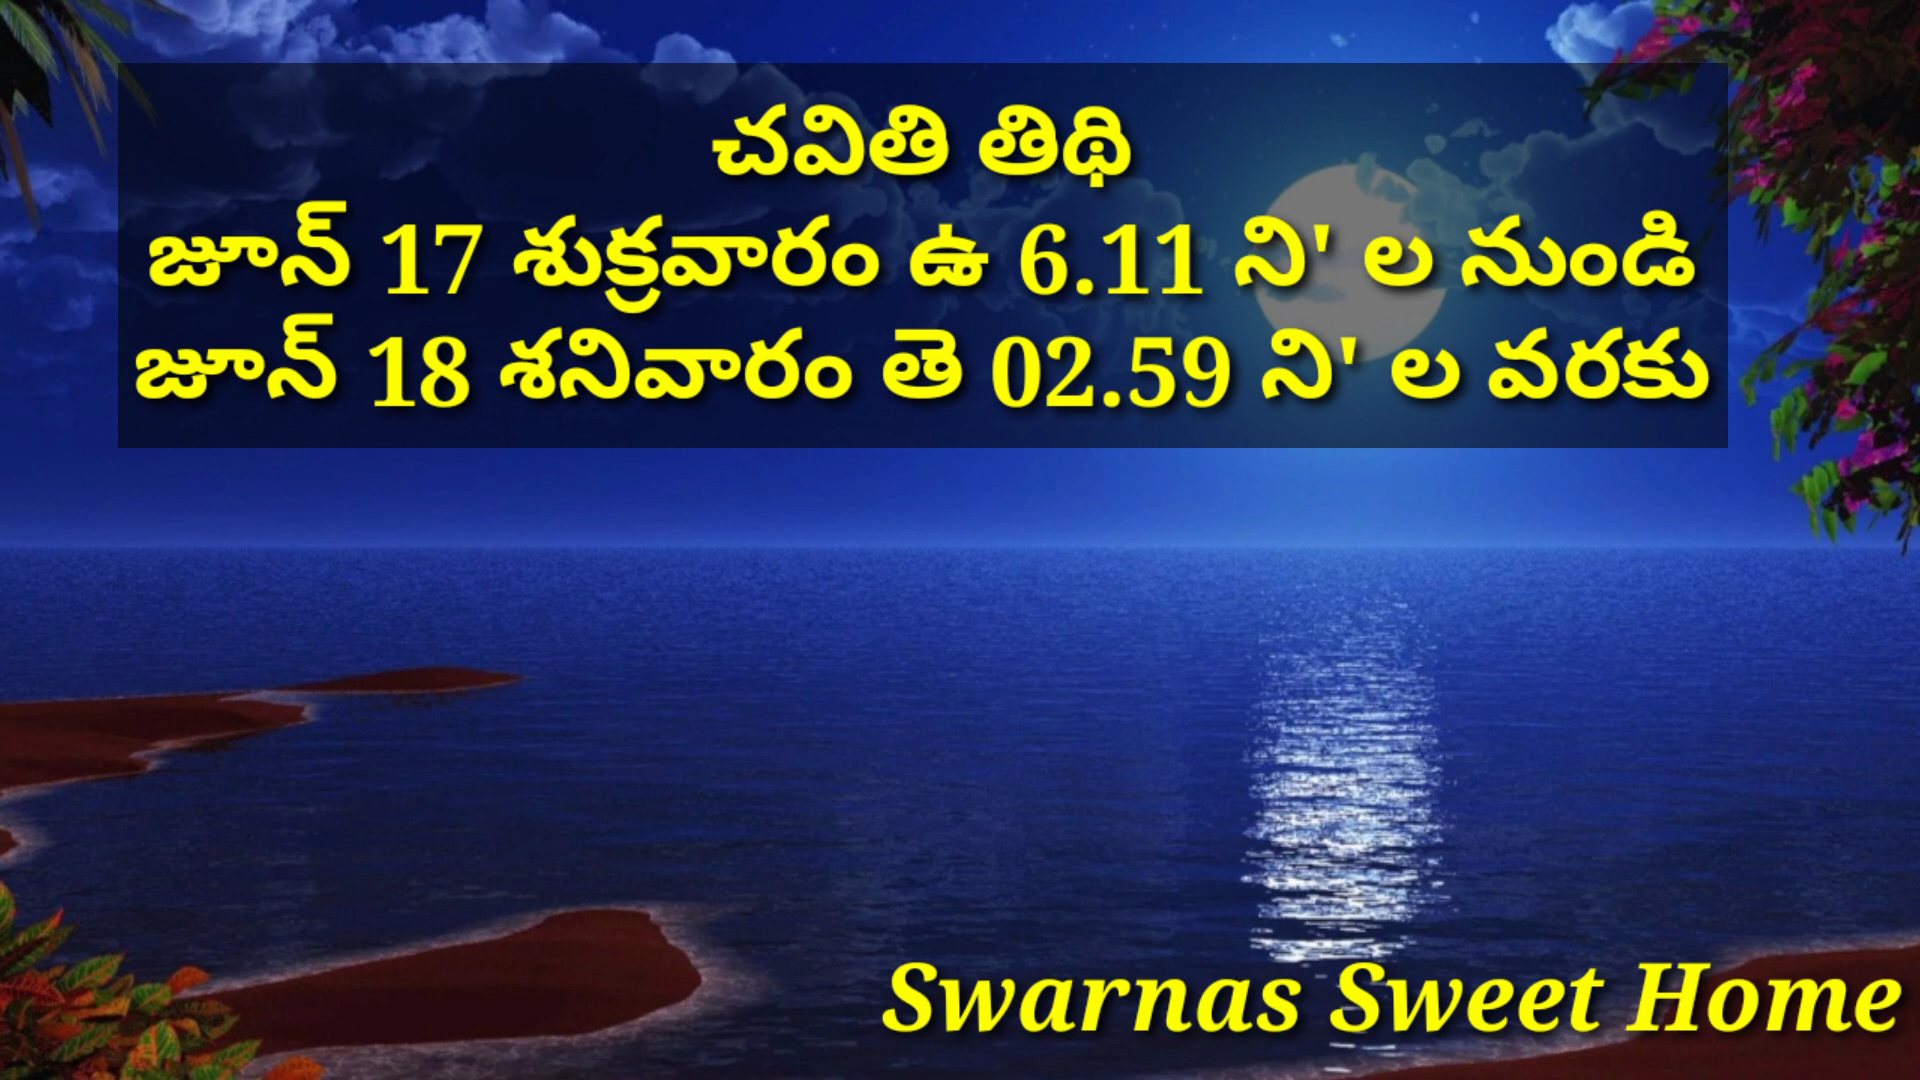 చవితి తిథి
జూన్ 17 శుక్రవారం ఉ 6.11 ని' ల నుండి
జూన్ 18 శనివారం తె 02.59 ని' ల వరకు
Swarnas Sweet Home